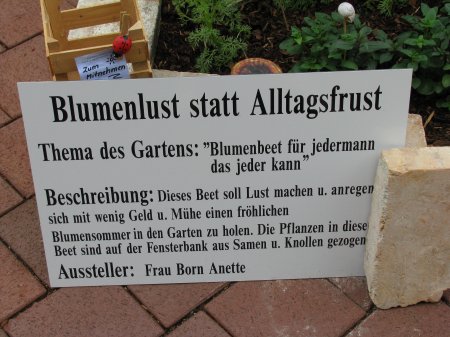 zum
Mitnehmen
Blumenlust statt Alltagsfrust
Thema des Gartens: "Blumenbeet für jedermann
das jeder kann"
Beschreibung: Dieses Beet soll Lust machen u. anregen
sich mit wenig Geld u. Mühe einen fröhlichen
Blumensommer in den Garten zu holen. Die Pflanzen in diese
Beet sind auf der Fensterbank aus Samen u. Knollen gezogen
Aussteller: Frau Born Anette